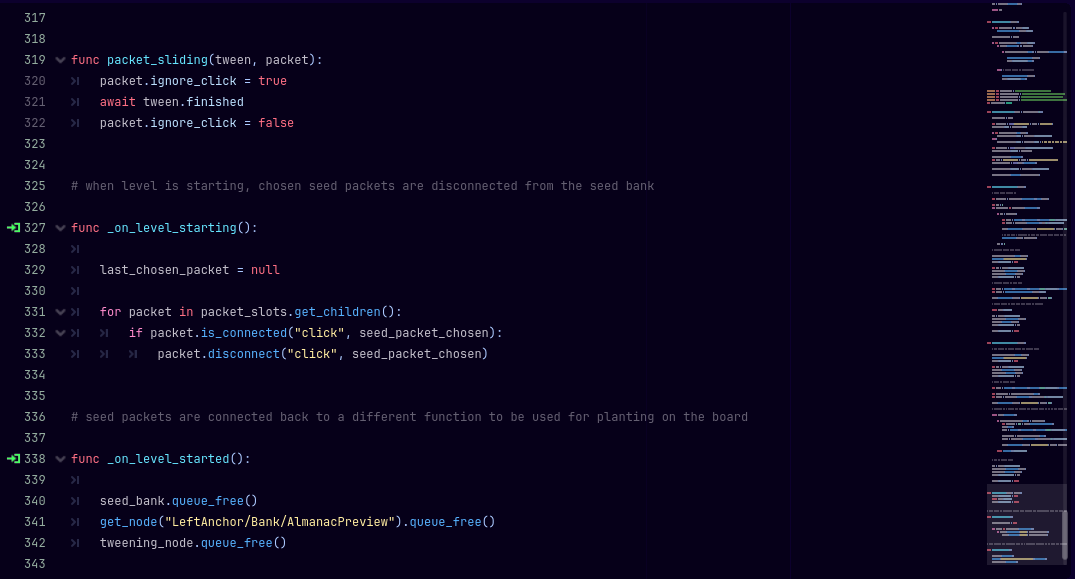 317
318
319 func packet_sliding(tween, packet):
320 packet.ignore_click = true
321 await tween.finished
322 packet.ignore_click = false
323
324
325 # when level is starting, chosen seed packets are disconnected from the seed bank
326
327 func _on_level_starting():
328
329 last_chosen_packet = null
330
331 for packet in packet_slots.get_children():
332 if packet.is_connected("click", seed_packet_chosen):
333 packet.disconnect("click", seed_packet_chosen)
334
335
336 # seed packets are connected back to a different function to be used for planting on the board
337
338 func _on_level_started():
339
340 seed_bank.queue_free()
341 get_node("LeftAnchor/Bank/AlmanacPreview").queue_free()
342 tweening_node.queue_free()
343